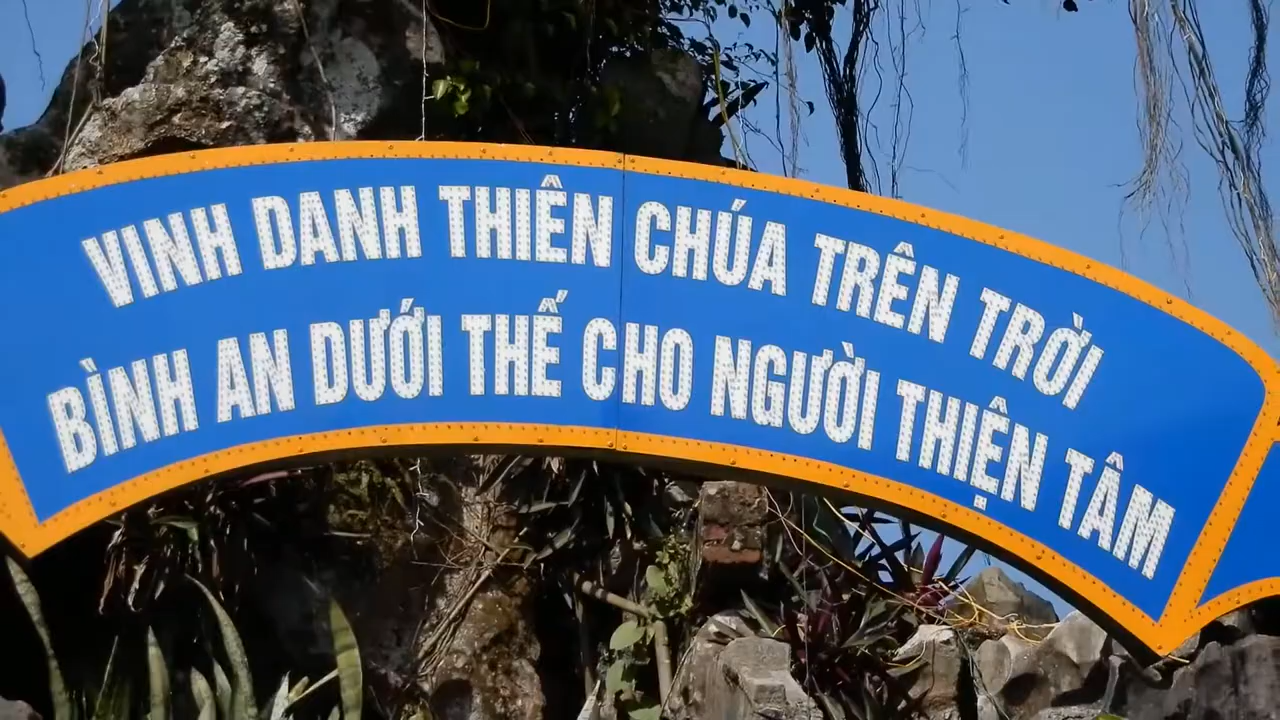 VINH DANH THIÊN CHÚA TRÊN TRỜI
BÌNH AN DƯỚI THẾ CHO NGƯỜI THIỆN TÂM